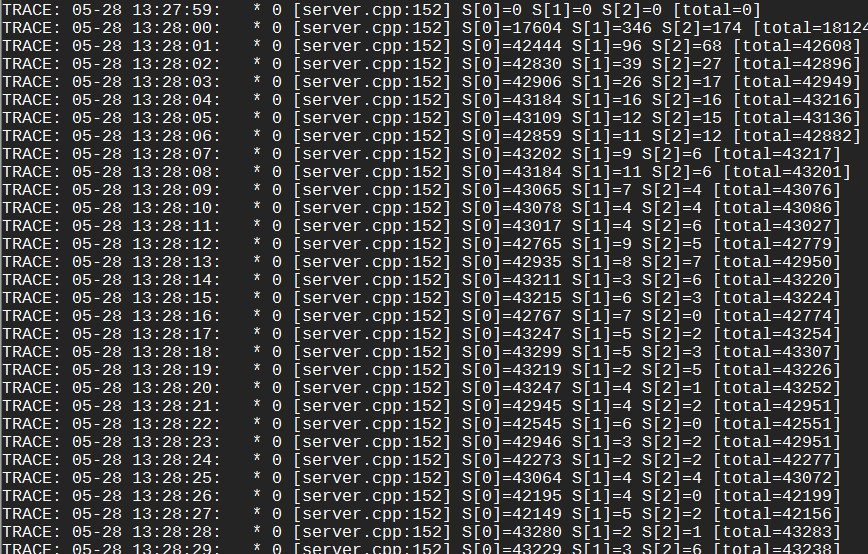 TRACE: 05-28 13:27:59:   * 0 [server.cpp:152] S[0]=0 S[1]=0 S[2]=0 [total=0]
TRACE: 05-28 13:28:00:   * 0 [server.cpp:152] S[0]=17604 S[1]=346 S[2]=174 [total=18124
TRACE: 05-28 13:28:01:   * 0 [server.cpp:152] S[0]=42444 S[1]=96 S[2]=68 [total=42608]
TRACE: 05-28 13:28:02:   * 0 [server.cpp:152] S[0]=42830 S[1]=39 S[2]=27 [total=42896]
TRACE: 05-28 13:28:03:   * 0 [server.cpp:152] S[0]=42906 S[1]=26 S[2]=17 [total=42949]
TRACE: 05-28 13:28:04:   * 0 [server.cpp:152] S[0]=43184 S[1]=16 S[2]=16 [total=43216]
TRACE: 05-28 13:28:05:   * 0 [server.cpp:152] S[0]=43109 S[1]=12 S[2]=15 [total=43136]
TRACE: 05-28 13:28:06:   * 0 [server.cpp:152] S[0]=42859 S[1]=11 S[2]=12 [total=42882]
TRACE: 05-28 13:28:07:   * 0 [server.cpp:152] S[0]=43202 S[1]=9 S[2]=6 [total=43217]
TRACE: 05-28 13:28:08:   * 0 [server.cpp:152] S[0]=43184 S[1]=11 S[2]=6 [total=43201]
TRACE: 05-28 13:28:09:   * 0 [server.cpp:152] S[0]=43065 S[1]=7 S[2]=4 [total=43076]
TRACE: 05-28 13:28:10:   * 0 [server.cpp:152] S[0]=43078 S[1]=4 S[2]=4 [total=43086]
TRACE: 05-28 13:28:11:   * 0 [server.cpp:152] S[0]=43017 S[1]=4 S[2]=6 [total=43027]
TRACE: 05-28 13:28:12:   * 0 [server.cpp:152] S[0]=42765 S[1]=9 S[2]=5 [total=42779]
TRACE: 05-28 13:28:13:   * 0 [server.cpp:152] S[0]=42935 S[1]=8 S[2]=7 [total=42950]
TRACE: 05-28 13:28:14:   * 0 [server.cpp:152] S[0]=43211 S[1]=3 S[2]=6 [total=43220]
TRACE: 05-28 13:28:15:   * 0 [server.cpp:152] S[0]=43215 S[1]=6 S[2]=3 [total=43224]
TRACE: 05-28 13:28:16:   * 0 [server.cpp:152] S[0]=42767 S[1]=7 S[2]=0 [total=42774]
TRACE: 05-28 13:28:17:   * 0 [server.cpp:152] S[0]=43247 S[1]=5 S[2]=2 [total=43254]
TRACE: 05-28 13:28:18:   * 0 [server.cpp:152] S[0]=43299 S[1]=5 S[2]=3 [total=43307]
TRACE: 05-28 13:28:19:   * 0 [server.cpp:152] S[0]=43219 S[1]=2 S[2]=5 [total=43226]
TRACE: 05-28 13:28:20:   * 0 [server.cpp:152] S[0]=43247 S[1]=4 S[2]=1 [total=43252]
TRACE: 05-28 13:28:21:   * 0 [server.cpp:152] S[0]=42945 S[1]=4 S[2]=2 [total=42951]
TRACE: 05-28 13:28:22:   * 0 [server.cpp:152] S[0]=42545 S[1]=6 S[2]=0 [total=42551]
TRACE: 05-28 13:28:23:   * 0 [server.cpp:152] S[0]=42946 S[1]=3 S[2]=2 [total=42951]
TRACE: 05-28 13:28:24:   * 0 [server.cpp:152] S[0]=42273 S[1]=2 S[2]=2 [total=42277]
TRACE: 05-28 13:28:25:   * 0 [server.cpp:152] S[0]=43064 S[1]=4 S[2]=4 [total=43072]
TRACE: 05-28 13:28:26:   * 0 [server.cpp:152] S[0]=42195 S[1]=4 S[2]=0 [total=42199]
TRACE: 05-28 13:28:27:   * 0 [server.cpp:152] S[0]=42149 S[1]=5 S[2]=2 [total=42156]
TRACE: 05-28 13:28:28:   * 0 [server.cpp:152] S[0]=43280 S[1]=2 S[2]=1 [total=43283]
TRACE: 05-28 13:28:29:   * 0 [server.cpp:152] S[0]=43229 S[1]=3 S[2]=6 [total=43238]